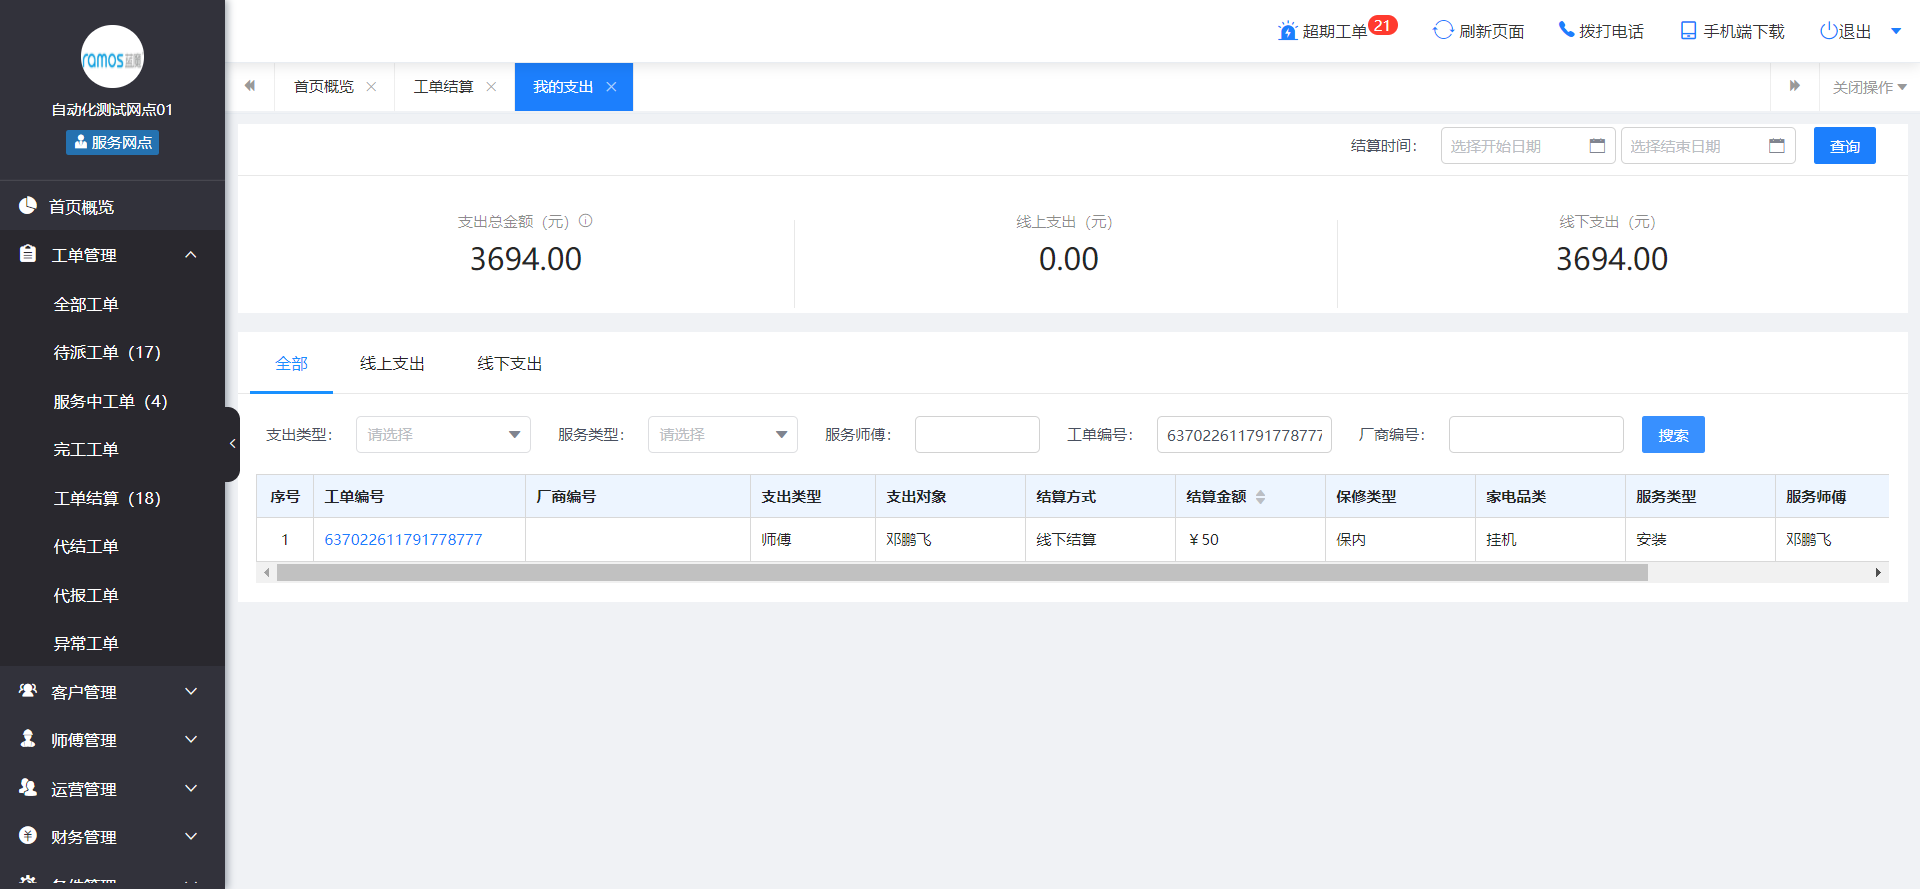 超期工单 21 刷新页面 拨打电话 手机端下载 退出
ramos
自动化测试网点01
服务网点
首页概览
工单管理
全部工单
待派工单（17）
服务中工单（4）
完工工单
工单结算（18）
代结工单
代报工单
异常工单
客户管理
师傅管理
运营管理
财务管理
首页概览 工单结算 我的支出 关闭操作
结算时间： 选择开始日期 选择结束日期 查询
支出总金额（元） 线上支出（元） 线下支出（元）
3694.00 0.00 3694.00
全部 线上支出 线下支出
支出类型： 请选择 服务类型： 请选择 服务师傅： 工单编号： 637022611791778777 厂商编号： 搜索
序号 工单编号 厂商编号 支出类型 支出对象 结算方式 结算金额 保修类型 家电品类 服务类型 服务师傅
1 637022611791778777 师傅 邓鹏飞 线下结算 ￥50 保内 挂机 安装 邓鹏飞